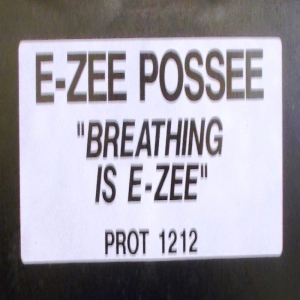 E-ZEE POSSEE
"BREATHING
IS E-ZEE"
PROT 1212